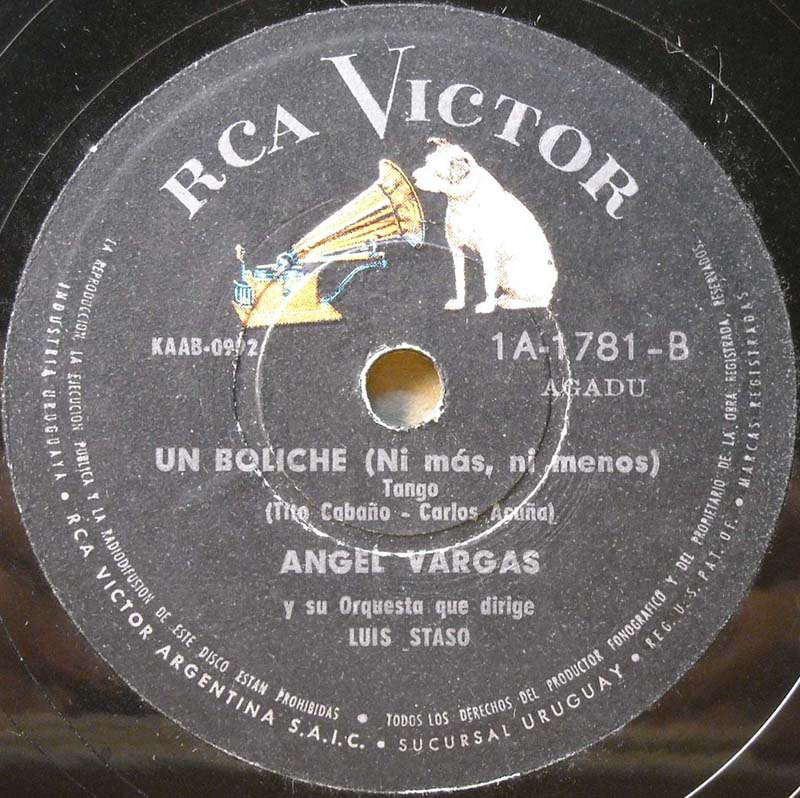 RCA VICTOR
KAAB-0992
1A-1781-B
AGADU
UN BOLICHE (Ni más, ni menos)
Tango
(Tito Cabaño - Carlos Acuña)
ANGEL VARGAS
y su Orquesta que dirige
LUIS STASO
LA REPRODUCCION, LA EJECUCION PUBLICA Y LA RADIODIFUSION DE ESTE DISCO ESTAN PROHIBIDAS • TODOS LOS DERECHOS, DEL PRODUCTOR FONOGRAFICO Y DEL PROPIETARIO DE LA OBRA REGISTRADA, RESERVADOS.
INDUSTRIA URUGUAYA • RCA VICTOR ARGENTINA S.A.I.C. • SUCURSAL URUGUAY • REG. U.S. PAT. OF. • MARCAS REGISTRADAS